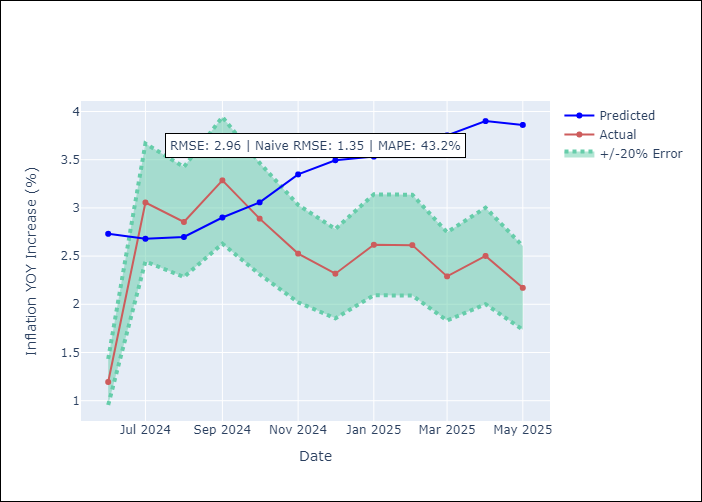 RMSE: 2.96 | Naive RMSE: 1.35 | MAPE: 43.2%
Predicted
Actual
+/-20% Error
Inflation YOY Increase (%)
4
3.5
3
2.5
2
1.5
1
Jul 2024
Sep 2024
Nov 2024
Jan 2025
Mar 2025
May 2025
Date